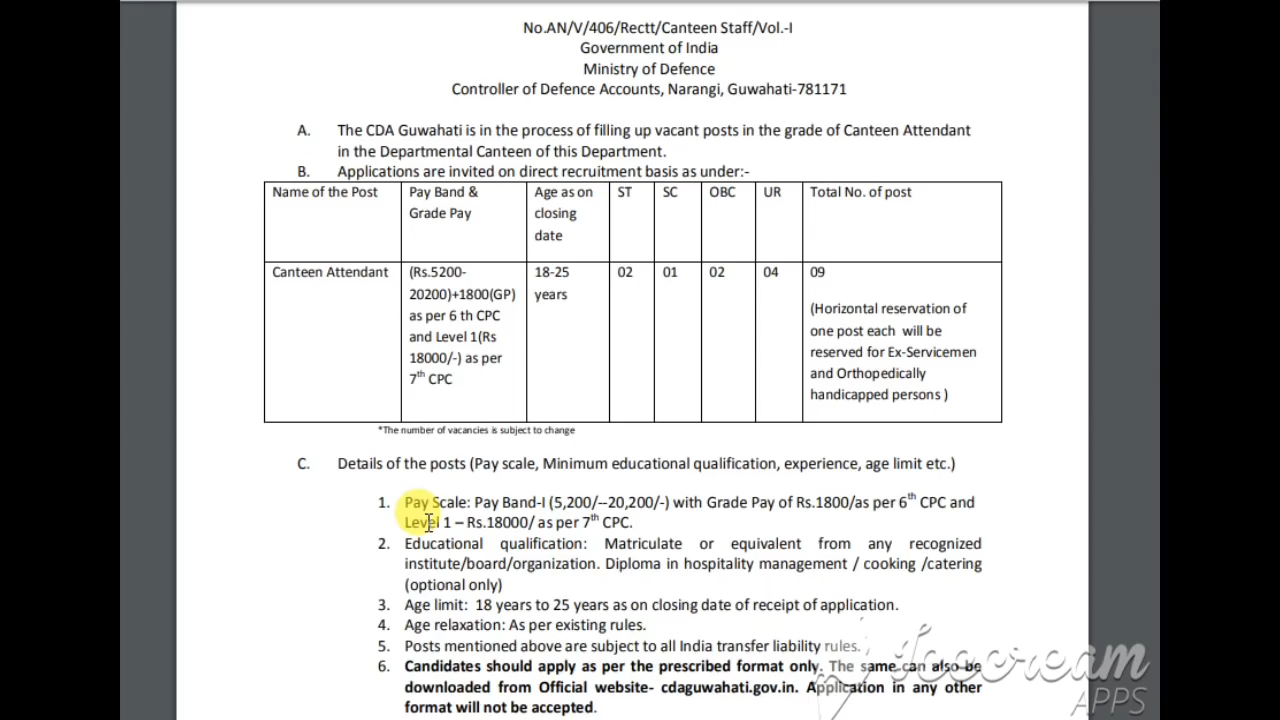 No.AN/V/406/Rectt/Canteen Staff/Vol.-I
Government of India
Ministry of Defence
Controller of Defence Accounts, Narangi, Guwahati-781171
A. The CDA Guwahati is in the process of filling up vacant posts in the grade of Canteen Attendant
in the Departmental Canteen of this Department.
B. Applications are invited on direct recruitment basis as under:-
Name of the Post
Pay Band &
Grade Pay
Age as on
closing
date
ST
SC
OBC
UR
Total No. of post
Canteen Attendant
(Rs.5200-
20200)+1800(GP)
as per 6 th CPC
and Level 1(Rs
18000/-) as per
7th CPC
18-25
years
02
01
02
04
09
(Horizontal reservation of
one post each will be
reserved for Ex-Servicemen
and Orthopedically
handicapped persons )
*The number of vacancies is subject to change
C. Details of the posts (Pay scale, Minimum educational qualification, experience, age limit etc.)
1. Pay Scale: Pay Band-I (5,200/--20,200/-) with Grade Pay of Rs.1800/as per 6th CPC and
Level 1 – Rs.18000/ as per 7th CPC.
2. Educational qualification: Matriculate or equivalent from any recognized
institute/board/organization. Diploma in hospitality management / cooking /catering
(optional only)
3. Age limit: 18 years to 25 years as on closing date of receipt of application.
4. Age relaxation: As per existing rules.
5. Posts mentioned above are subject to all India transfer liability rules.
6. Candidates should apply as per the prescribed format only. The same can also be
downloaded from Official website- cdaguwahati.gov.in. Application in any other
format will not be accepted.
Icecream
APPS